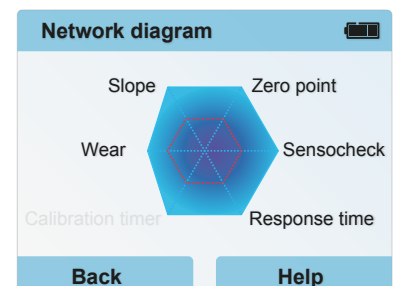 Network diagram
Slope Zero point
Wear Sensocheck
Calibration timer Response time
Back Help